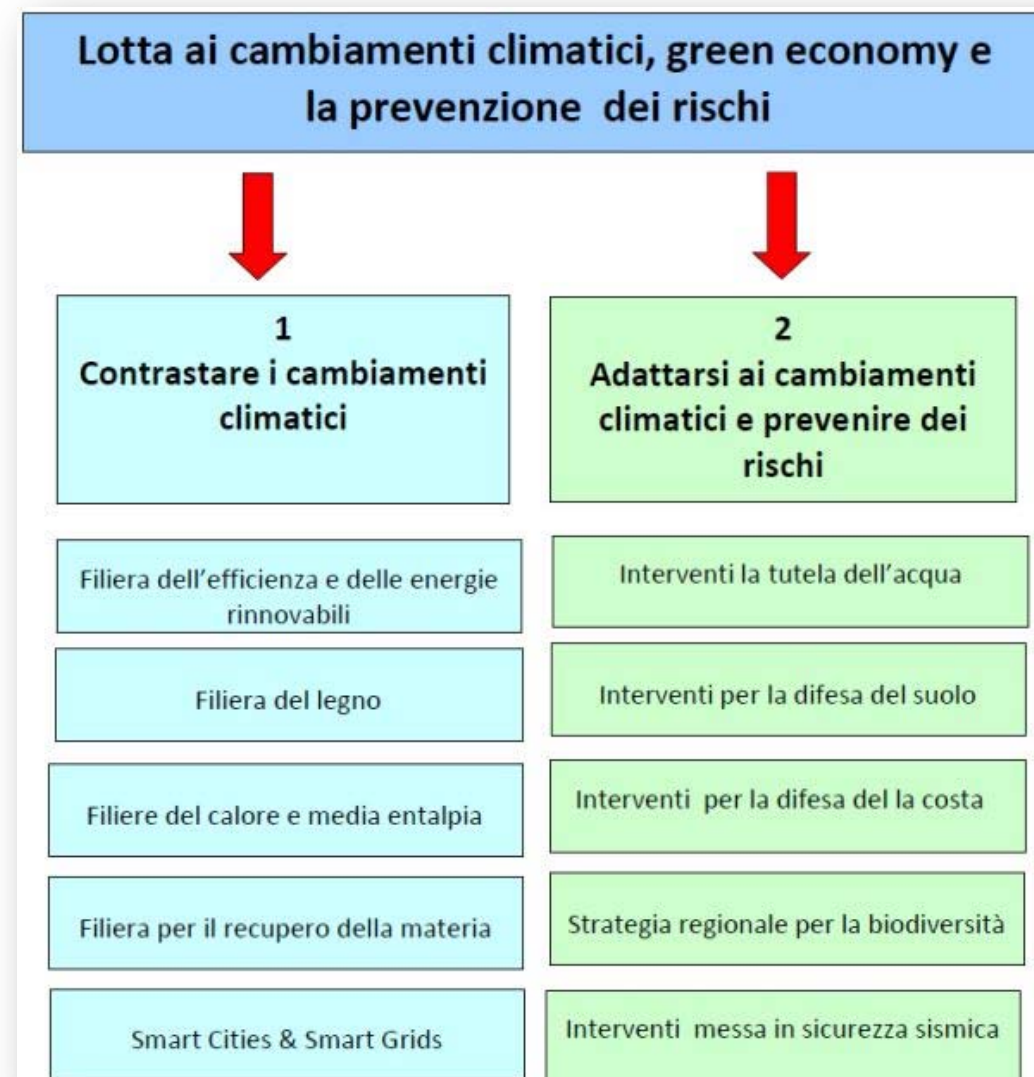 Lotta ai cambiamenti climatici, green economy e
la prevenzione dei rischi
1
Contrastare i cambiamenti
climatici
Filiera dell'efficienza e delle energie
rinnovabili
Filiera del legno
Filiere del calore e media entalpia
Filiera per il recupero della materia
Smart Cities & Smart Grids
2
Adattarsi ai cambiamenti
climatici e prevenire dei
rischi
Interventi la tutela dell'acqua
Interventi per la difesa del suolo
Interventi per la difesa del la costa
Strategia regionale per la biodiversità
Interventi messa in sicurezza sismica